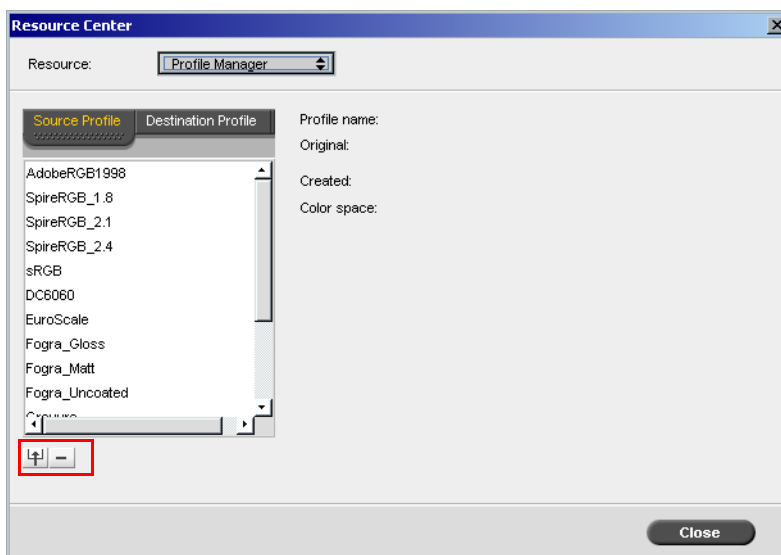 Resource Center
Resource:
Profile Manager
Source Profile
Destination Profile
AdobeRGB1998
SpireRGB_1.8
SpireRGB_2.1
SpireRGB_2.4
sRGB
DC6060
EuroScale
Fogra_Gloss
Fogra_Matt
Fogra_Uncoated
Profile name:
Original:
Created:
Color space:
Close